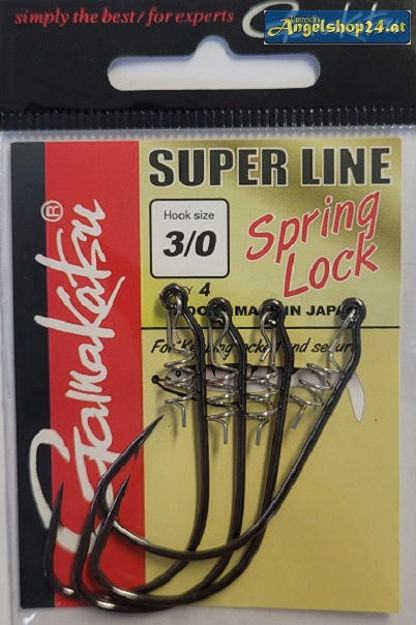 simply the best / for experts
Angelshop24.at
SUPER LINE
Hook size
3/0
Spring
Lock
4
IN JAPAN
Gamakatsu®